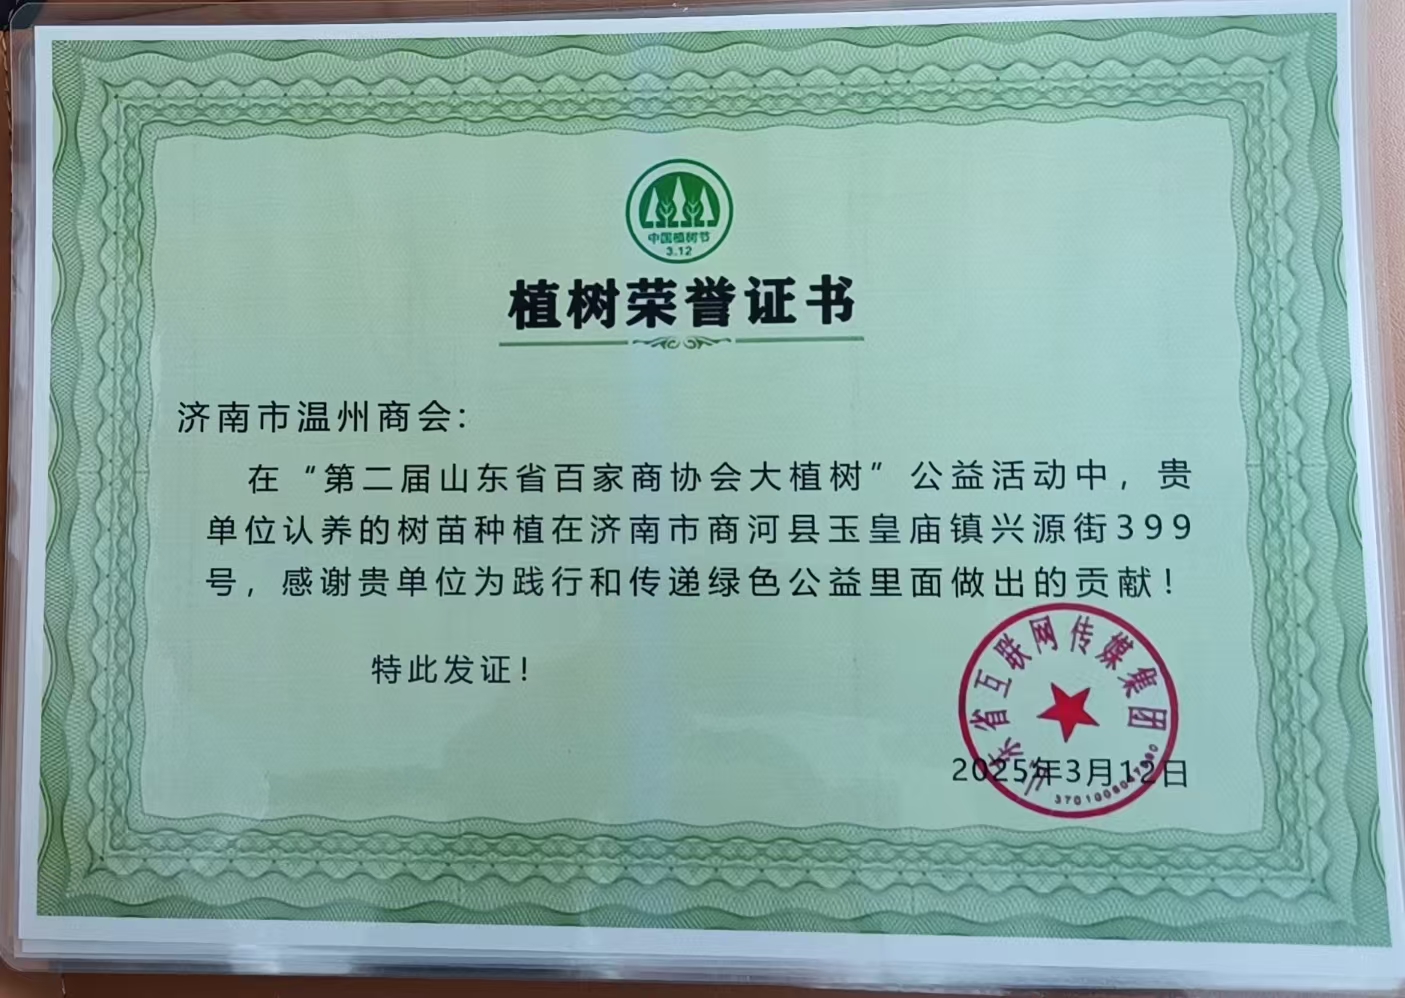 中国植树节
3.12
植树荣誉证书
济南市温州商会：
在“第二届山东省百家商协会大植树”公益活动中，贵
单位认养的树苗种植在济南市商河县玉皇庙镇兴源街399
号，感谢贵单位为践行和传递绿色公益里面做出的贡献！
特此发证！
山东省互联网传媒集团
2025年3月12日